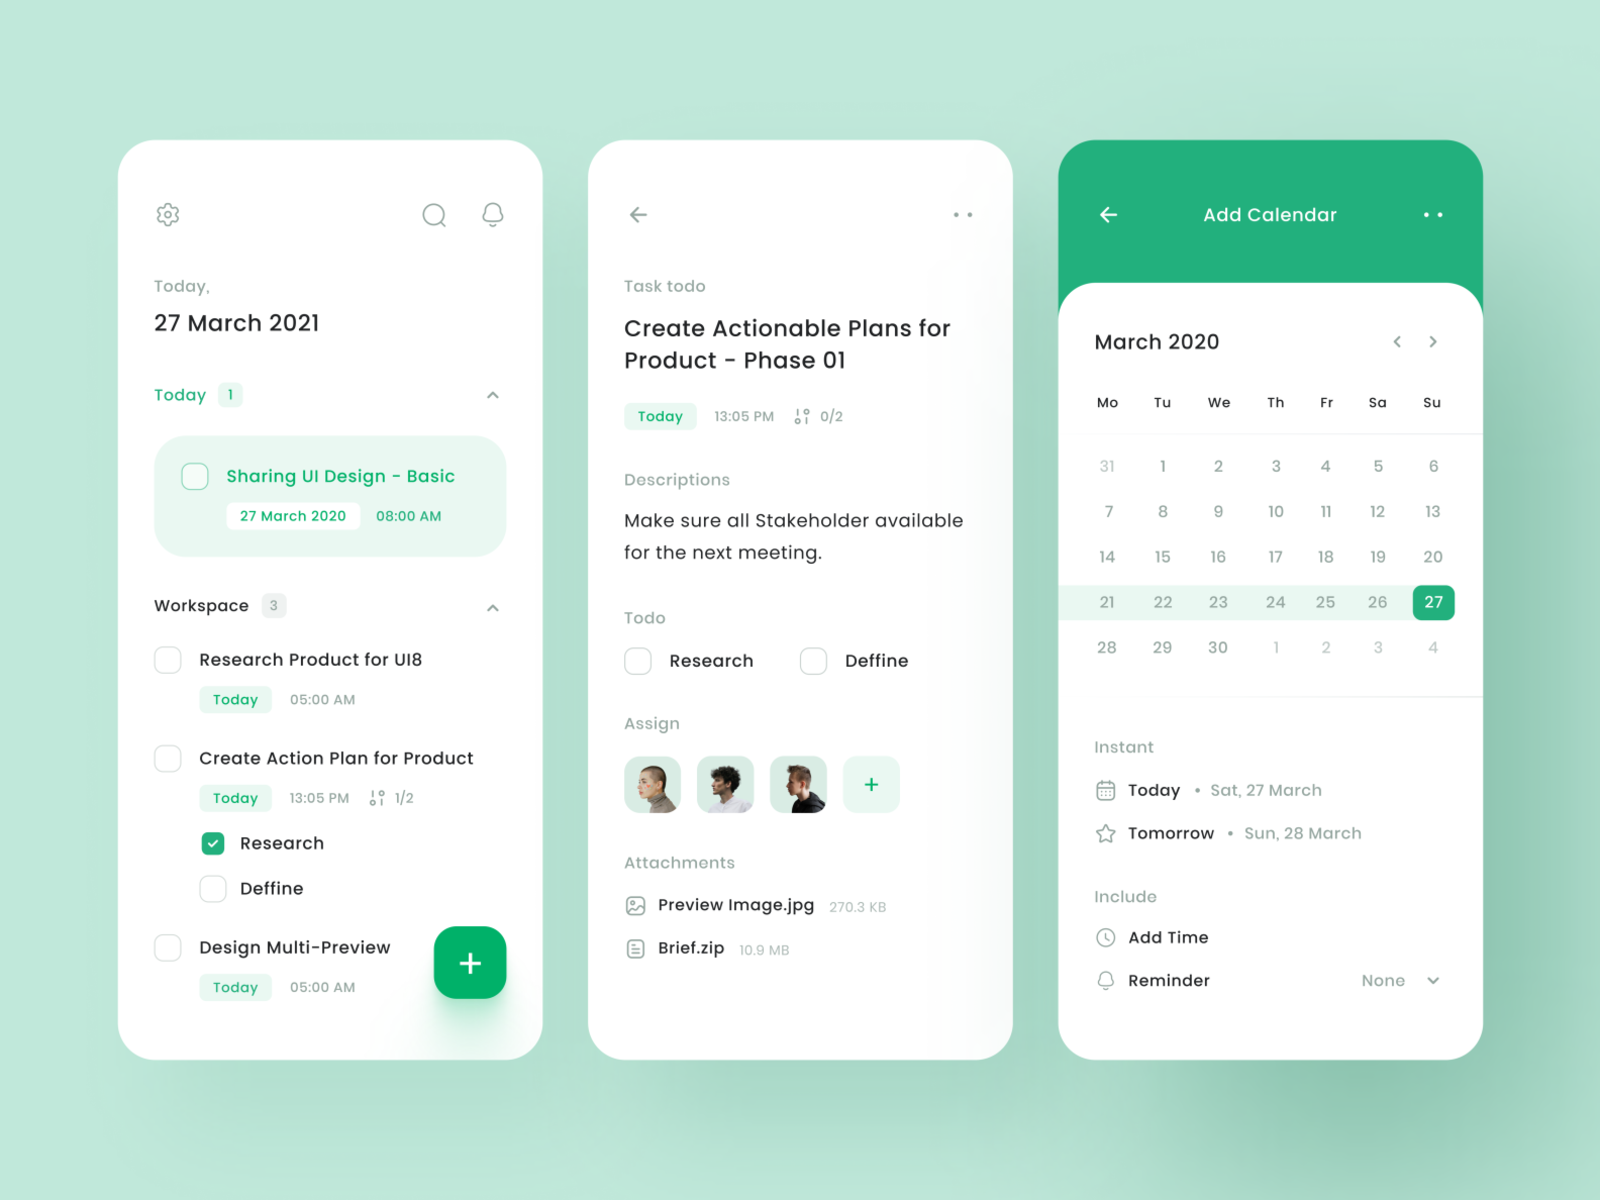 Today,
27 March 2021
Today 1
Sharing UI Design - Basic
27 March 2020 08:00 AM
Workspace 3
Research Product for UI8
Today 05:00 AM
Create Action Plan for Product
Today 13:05 PM 1/2
Research
Deffine
Design Multi-Preview
Today 05:00 AM
Task todo
Create Actionable Plans for
Product - Phase 01
Today 13:05 PM 0/2
Descriptions
Make sure all Stakeholder available
for the next meeting.
Todo
Research Deffine
Assign
Attachments
Preview Image.jpg 270.3 KB
Brief.zip 10.9 MB
Add Calendar
March 2020
Mo Tu We Th Fr Sa Su
31 1 2 3 4 5 6
7 8 9 10 11 12 13
14 15 16 17 18 19 20
21 22 23 24 25 26 27
28 29 30 1 2 3 4
Instant
Today • Sat, 27 March
Tomorrow • Sun, 28 March
Include
Add Time
Reminder None